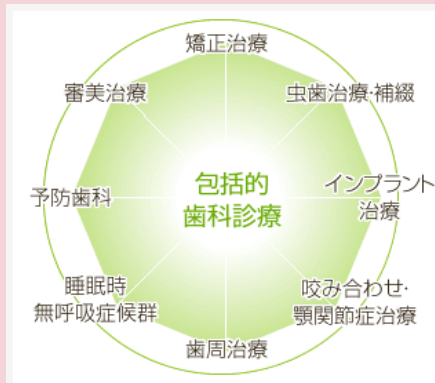 矯正治療
審美治療
虫歯治療・補綴
予防歯科
包括的
歯科診療
インプラント
治療
睡眠時
無呼吸症候群
咬み合わせ・
顎関節症治療
歯周治療